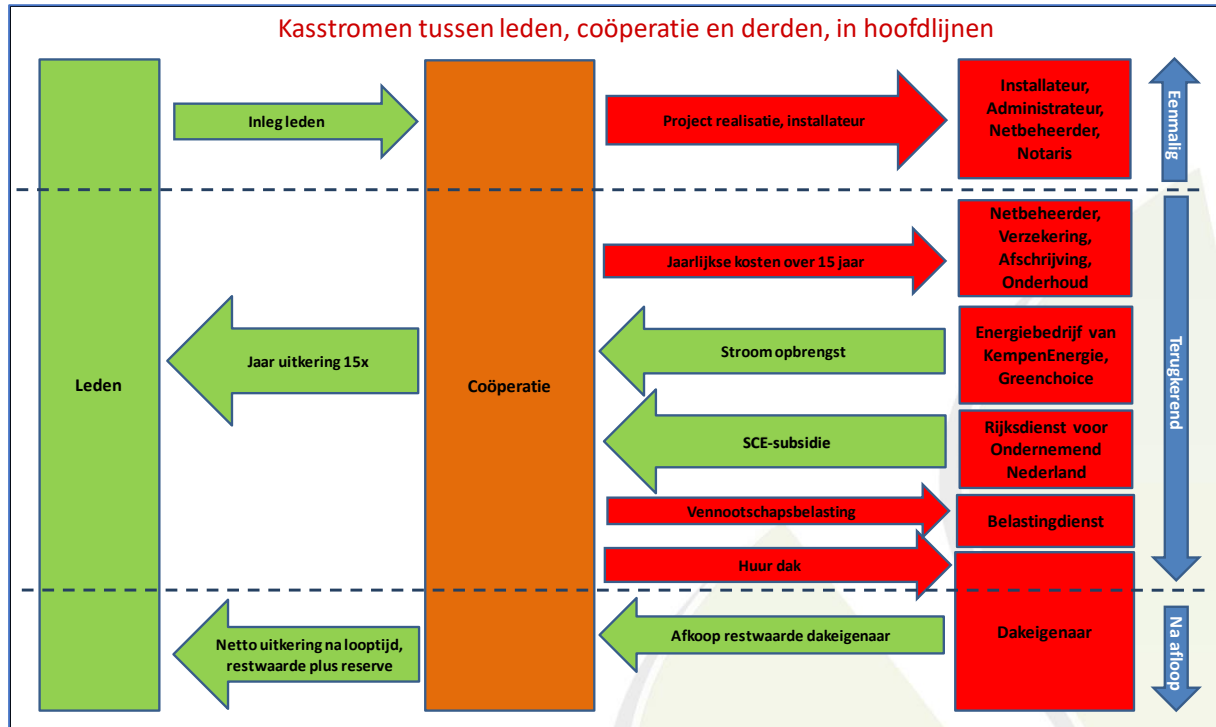 Kasstromen tussen leden, coöperatie en derden, in hoofdlijnen
Leden
Inleg leden
Coöperatie
Project realisatie, installateur
Installateur,
Administrateur,
Netbeheerder,
Notaris
Eenmalig
Jaarlijkse kosten over 15 jaar
Netbeheerder,
Verzekering,
Afschrijving,
Onderhoud
Terugkerend
Jaar uitkering 15x
Stroom opbrengst
Energiebedrijf van
KempenEnergie,
Greenchoice
SCE-subsidie
Rijksdienst voor
Ondernemend
Nederland
Vennootschapsbelasting
Belastingdienst
Huur dak
Dakeigenaar
Netto uitkering na looptijd,
restwaarde plus reserve
Afkoop restwaarde dakeigenaar
Na afloop